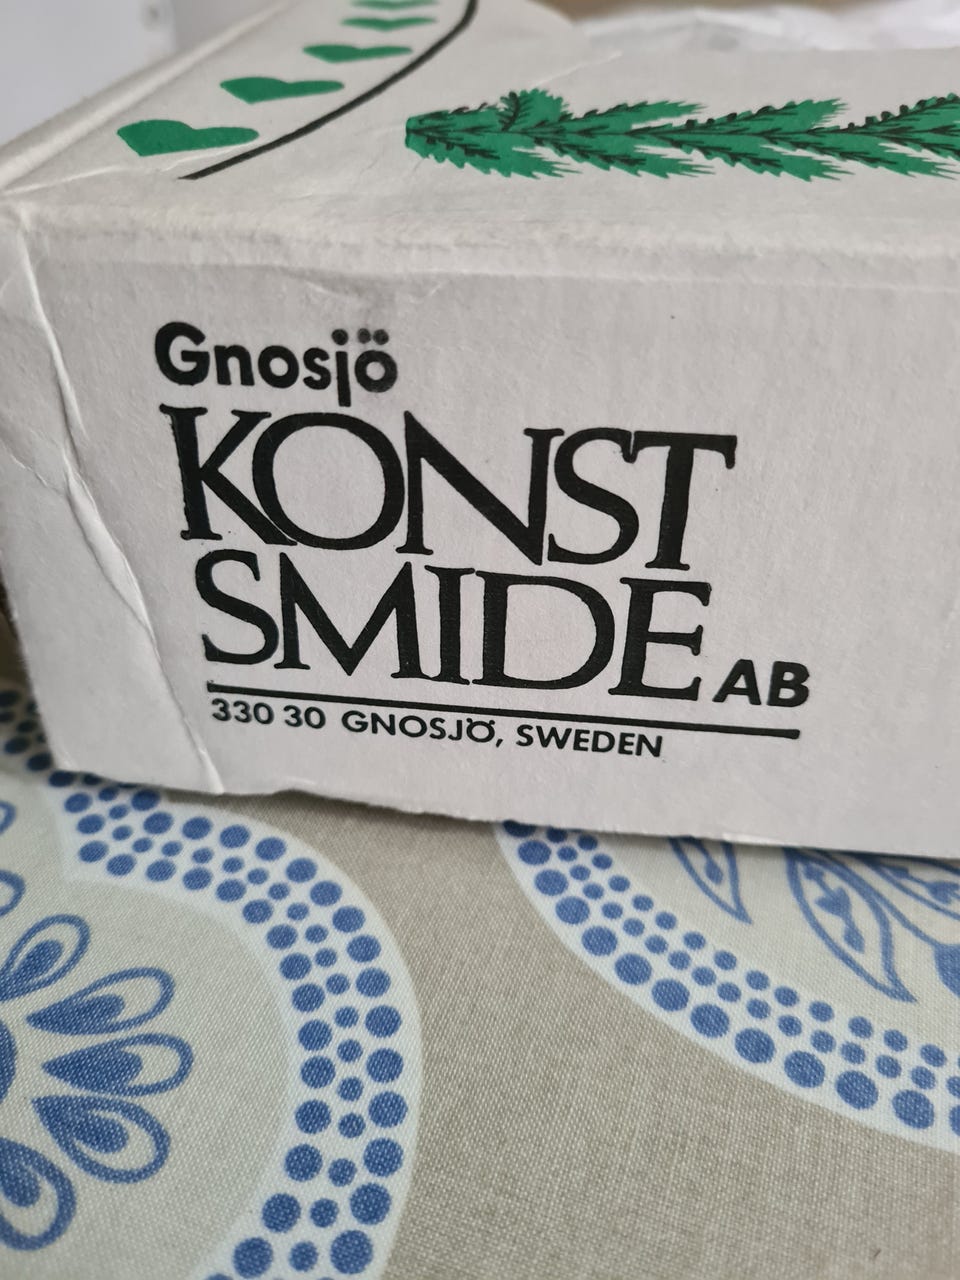 Gnosjö
KONST
SMIDE AB
330 30 GNOSJÖ, SWEDEN